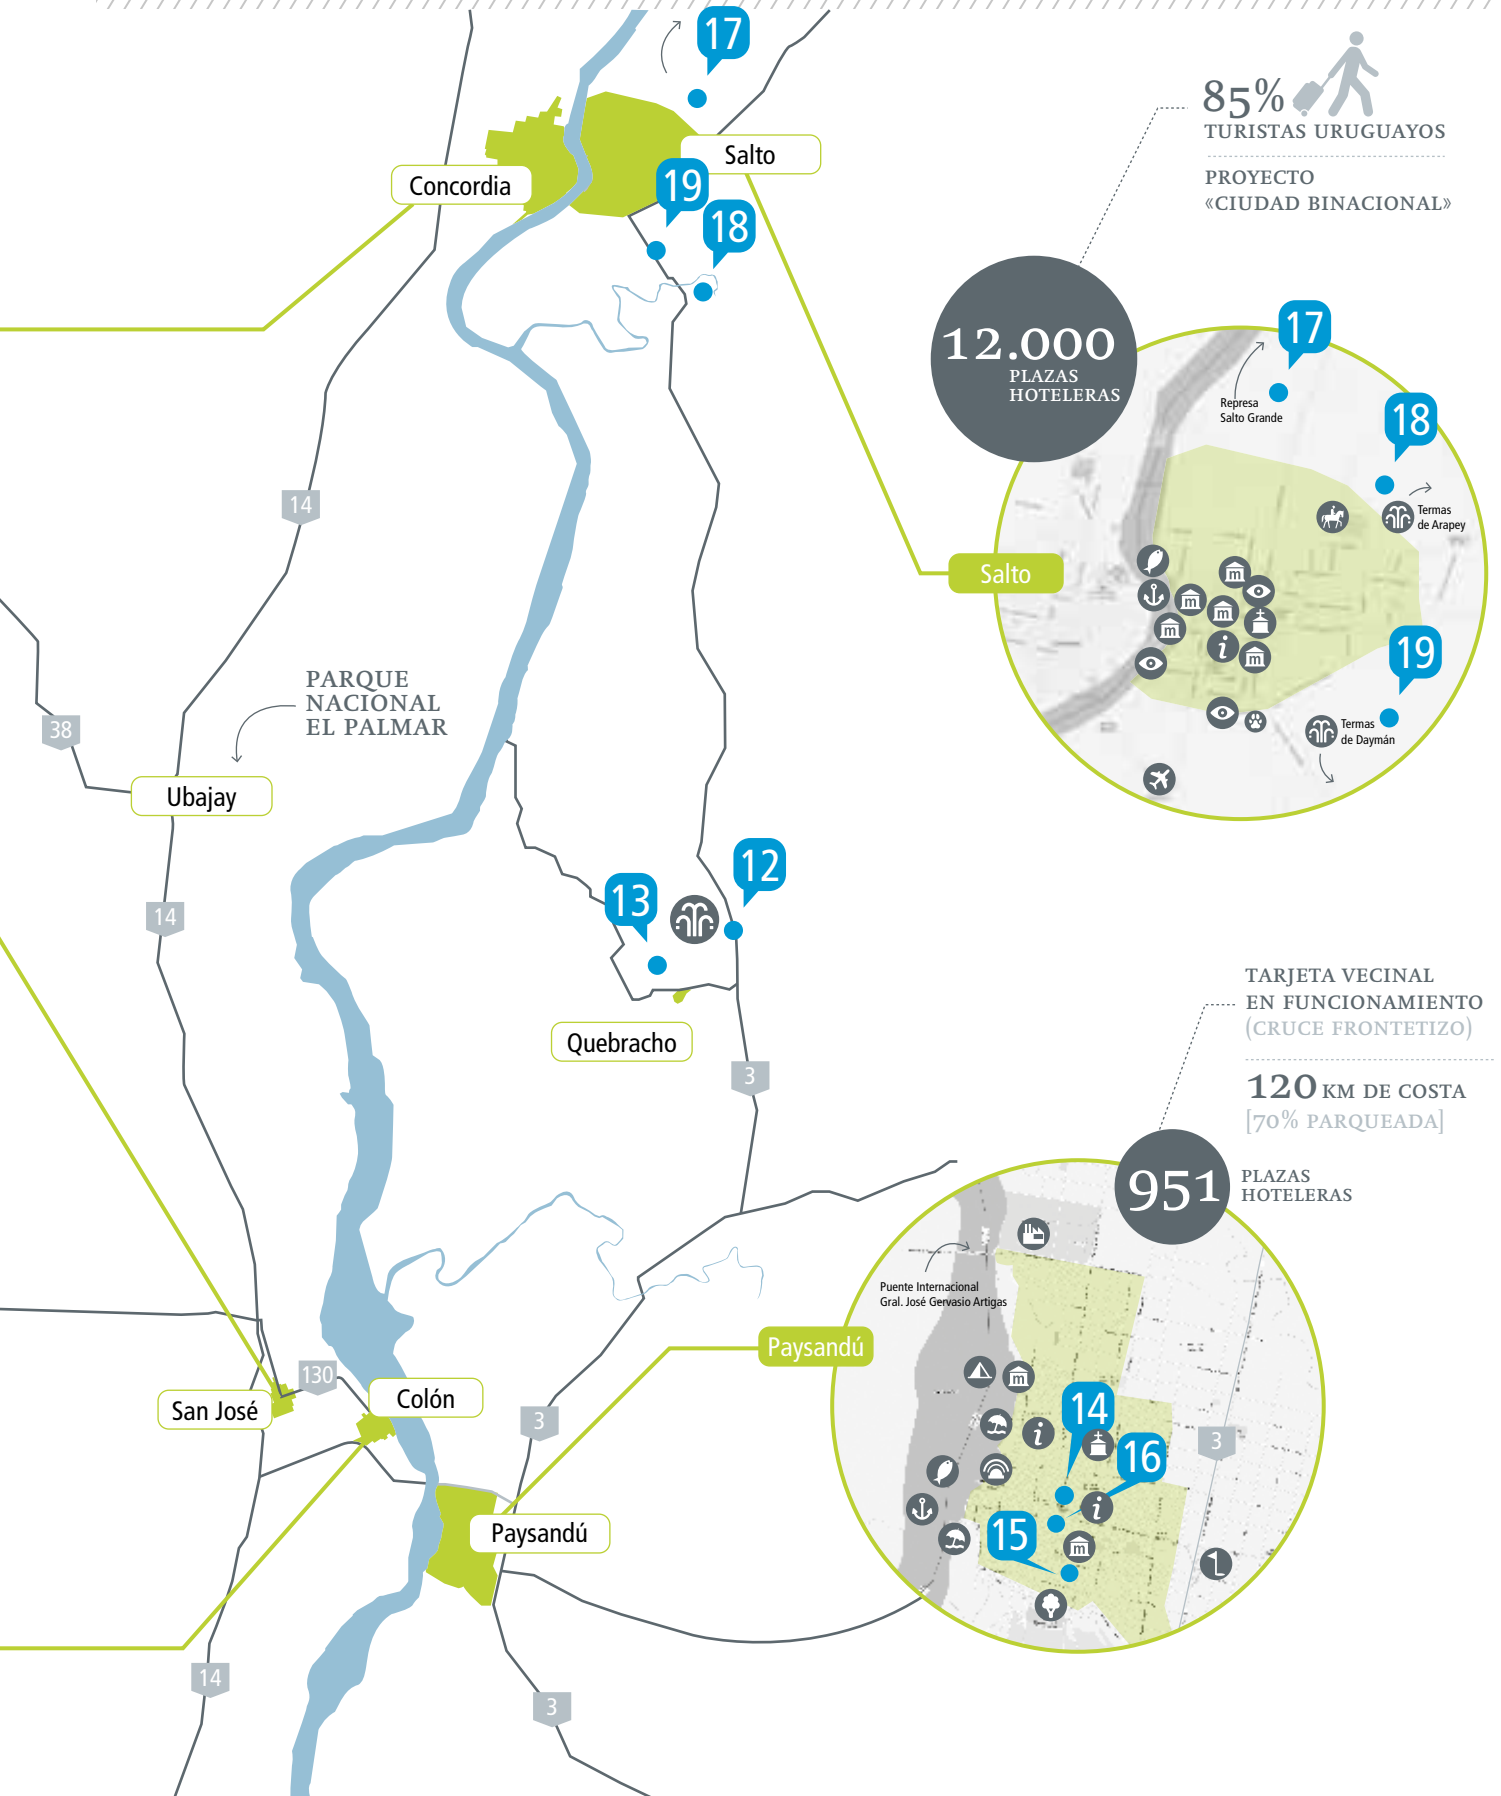 17
85%
TURISTAS URUGUAYOS
PROYECTO
«CIUDAD BINACIONAL»
Salto
Concordia
19
18
12.000
PLAZAS
HOTELERAS
17
Represa
Salto Grande
18
Termas
de Arapey
14
Salto
m
m
m
m
i
m
19
Termas
de Daymán
PARQUE
NACIONAL
EL PALMAR
38
Ubajay
14
12
13
Quebracho
3
TARJETA VECINAL
EN FUNCIONAMIENTO
(CRUCE FRONTETIZO)
120 KM DE COSTA
[70% PARQUEADA]
951
PLAZAS
HOTELERAS
Puente Internacional
Gral. José Gervasio Artigas
Paysandú
130
San José
Colón
3
m
14
i
16
3
i
15
m
Paysandú
14
3